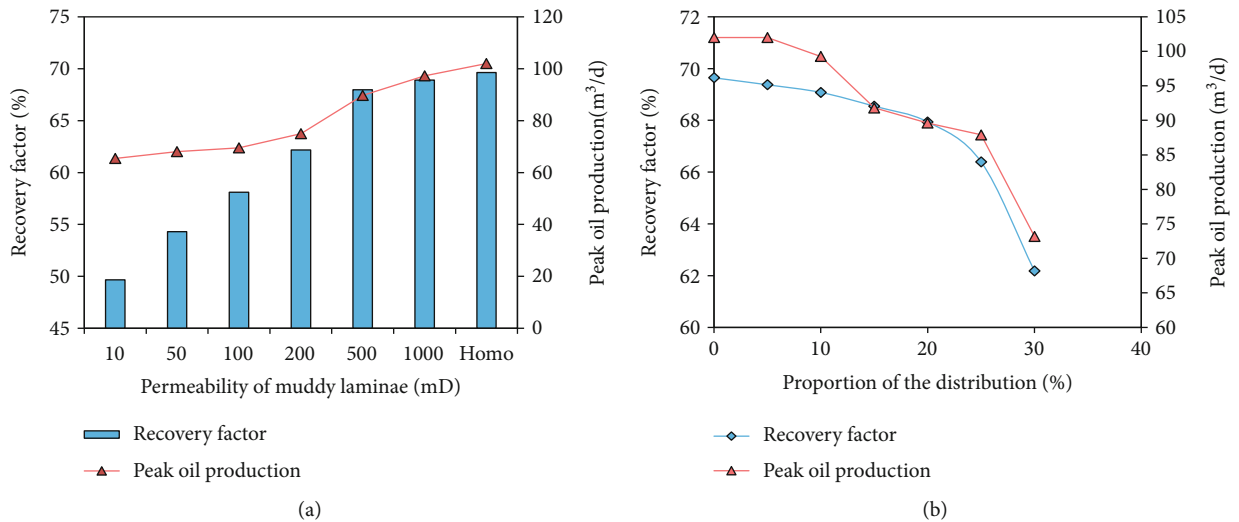 75
70
65
60
55
50
45
Recovery factor (%)
120
100
80
60
40
20
0
Peak oil production(m³/d)
10 50 100 200 500 1000 Homo
Permeability of muddy laminae (mD)
Recovery factor
Peak oil production
(a)
72
70
68
66
64
62
60
Recovery factor (%)
105
100
95
90
85
80
75
70
65
60
Peak oil production (m³/d)
0 10 20 30 40
Proportion of the distribution (%)
Recovery factor
Peak oil production
(b)